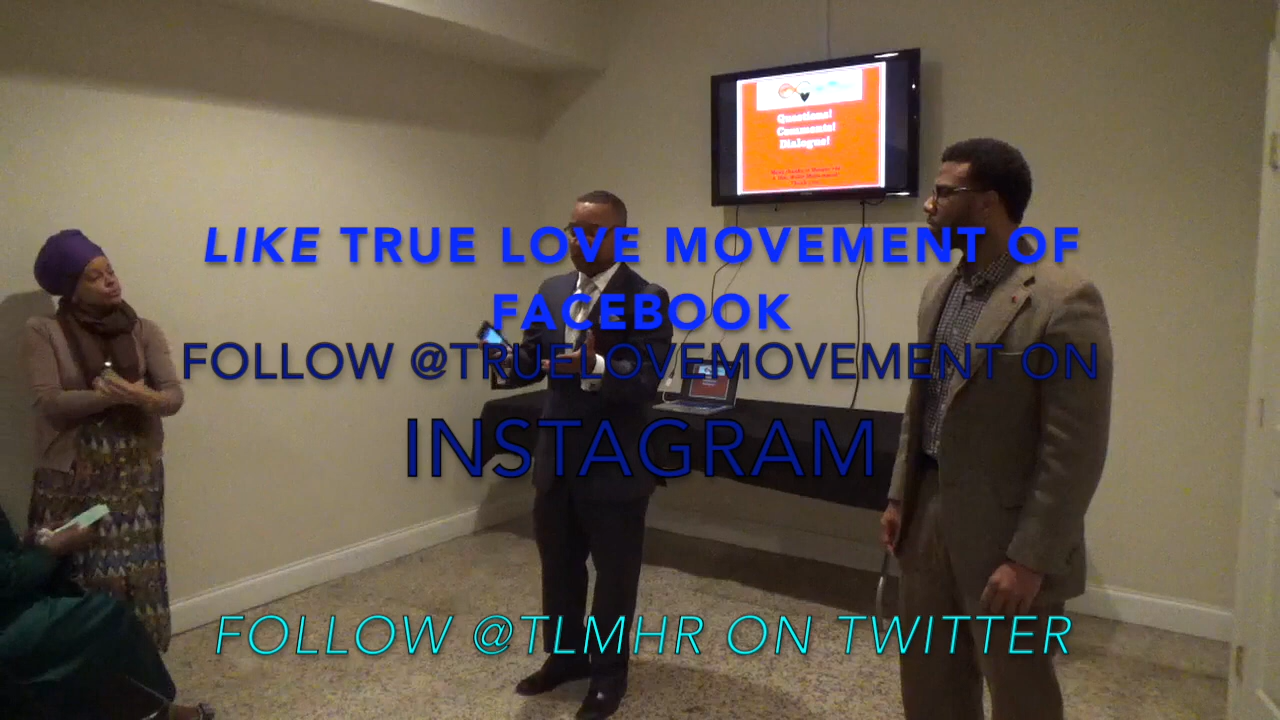 Questions!
Comments!
Dialogue!
LIKE TRUE LOVE MOVEMENT OF
FACEBOOK
FOLLOW @TRUELOVEMOVEMENT ON
INSTAGRAM
FOLLOW @TLMHR ON TWITTER